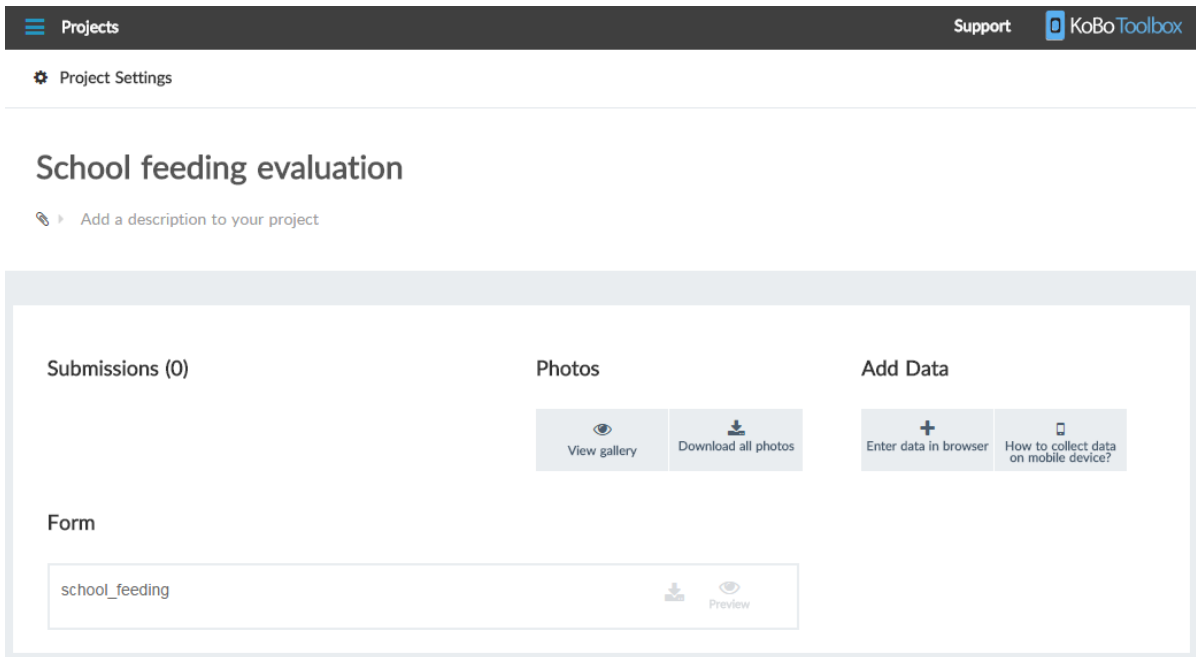 Projects
Support
KoBoToolbox
Project Settings
School feeding evaluation
Add a description to your project
Submissions (0)
Photos
Add Data
View gallery
Download all photos
Enter data in browser
How to collect data
on mobile device?
Form
school_feeding
Preview